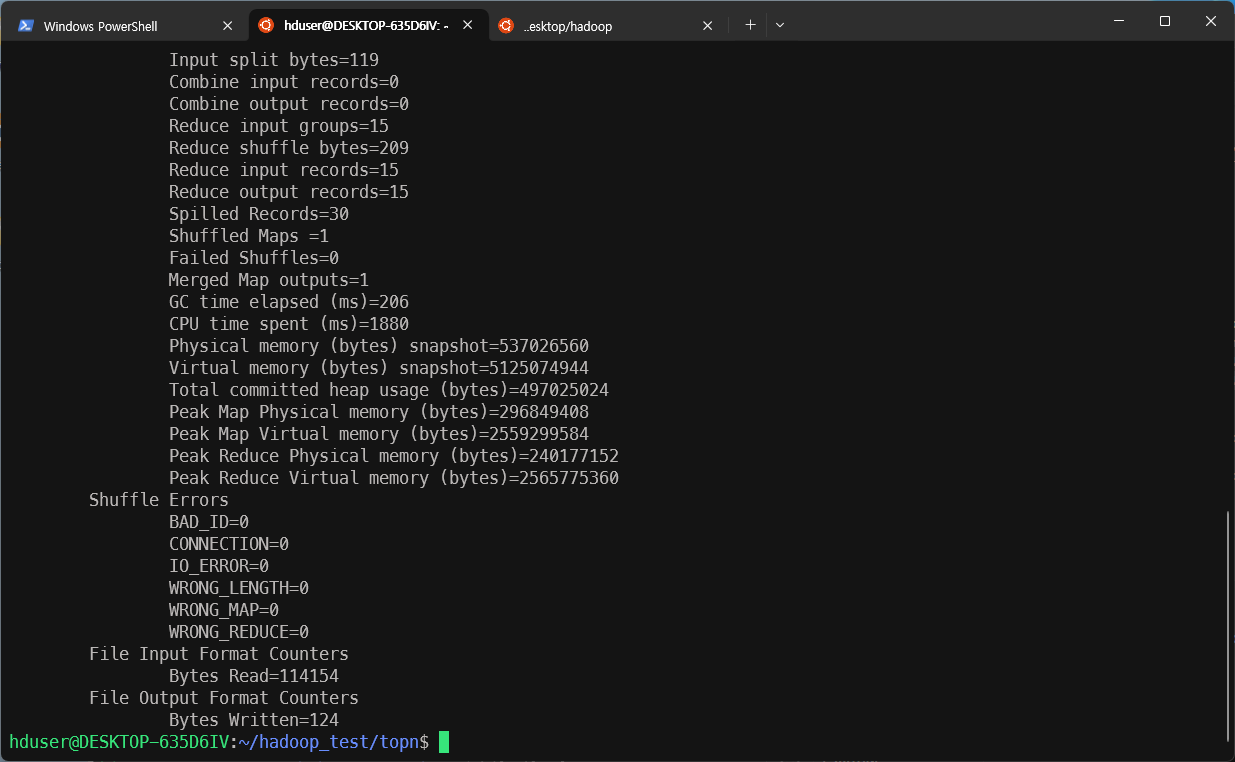 Windows PowerShell
hduser@DESKTOP-635D6IV: ~
..esktop/hadoop
Input split bytes=119
Combine input records=0
Combine output records=0
Reduce input groups=15
Reduce shuffle bytes=209
Reduce input records=15
Reduce output records=15
Spilled Records=30
Shuffled Maps =1
Failed Shuffles=0
Merged Map outputs=1
GC time elapsed (ms)=206
CPU time spent (ms)=1880
Physical memory (bytes) snapshot=537026560
Virtual memory (bytes) snapshot=5125074944
Total committed heap usage (bytes)=497025024
Peak Map Physical memory (bytes)=296849408
Peak Map Virtual memory (bytes)=2559299584
Peak Reduce Physical memory (bytes)=240177152
Peak Reduce Virtual memory (bytes)=2565775360
Shuffle Errors
BAD_ID=0
CONNECTION=0
IO_ERROR=0
WRONG_LENGTH=0
WRONG_MAP=0
WRONG_REDUCE=0
File Input Format Counters
Bytes Read=114154
File Output Format Counters
Bytes Written=124
hduser@DESKTOP-635D6IV:~/hadoop_test/topn$